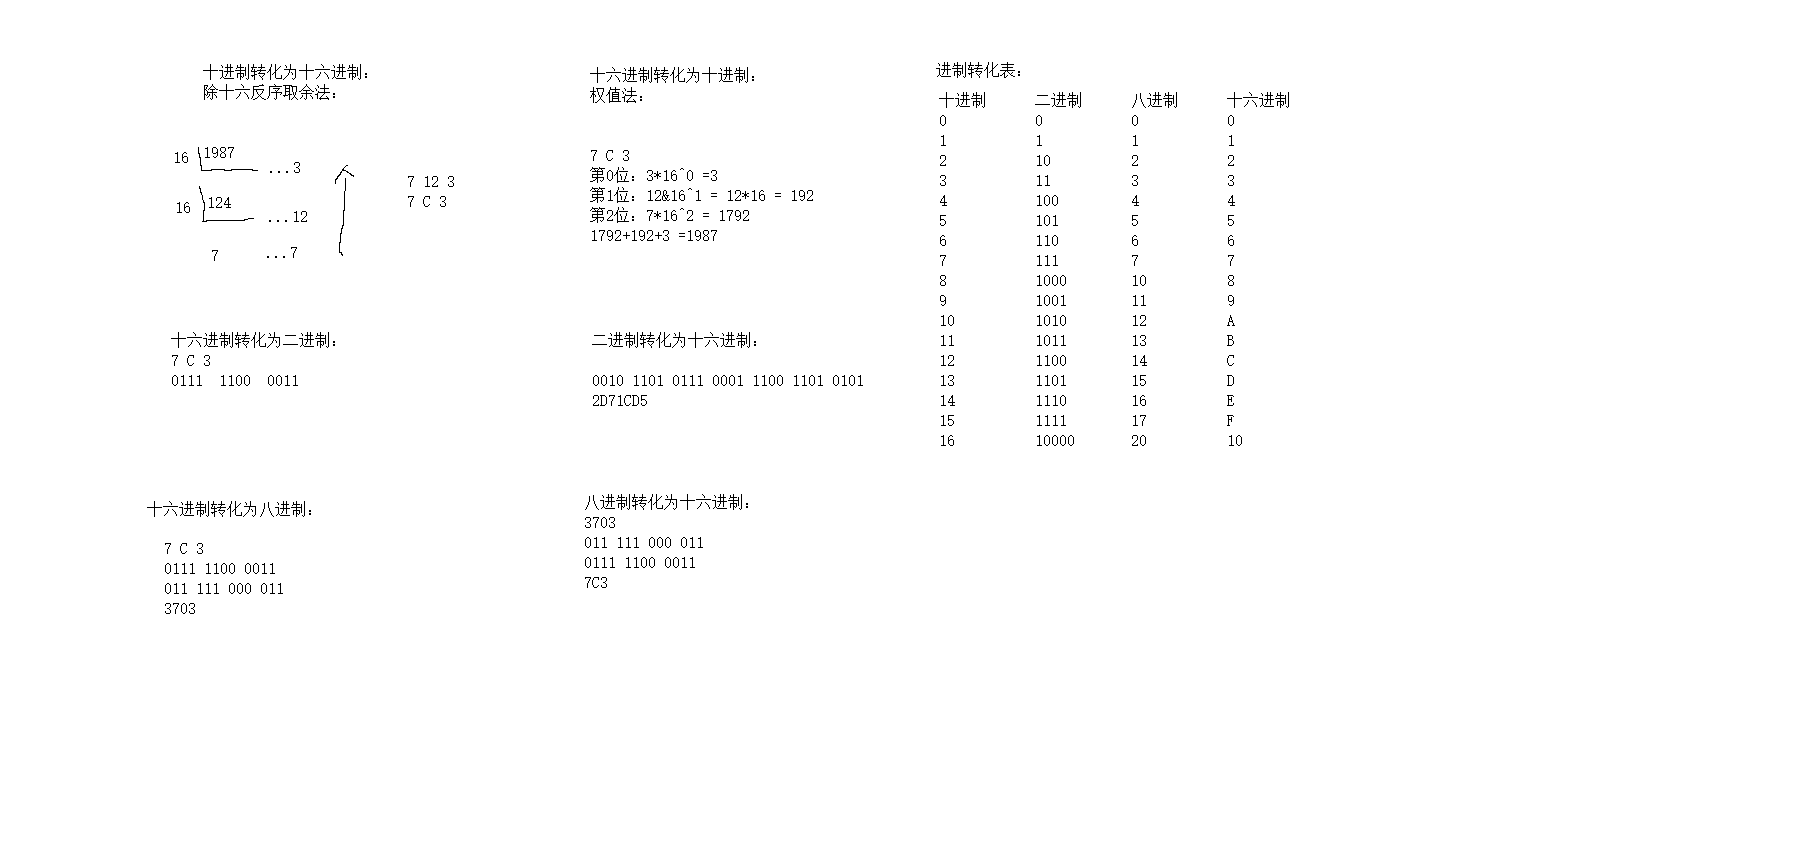 十进制转化为十六进制：
除十六反序取余法：
16 1987 ...3
16 124 ...12
7 ...7
7 12 3
7 C 3
十六进制转化为十进制：
权值法：
7 C 3
第0位：3*16^0 =3
第1位：12&16^1 = 12*16 = 192
第2位：7*16^2 = 1792
1792+192+3 =1987
进制转化表：
十进制 二进制 八进制 十六进制
0 0 0 0
1 1 1 1
2 10 2 2
3 11 3 3
4 100 4 4
5 101 5 5
6 110 6 6
7 111 7 7
8 1000 10 8
9 1001 11 9
10 1010 12 A
11 1011 13 B
12 1100 14 C
13 1101 15 D
14 1110 16 E
15 1111 17 F
16 10000 20 10
十六进制转化为二进制：
7 C 3
0111 1100 0011
二进制转化为十六进制：
0010 1101 0111 0001 1100 1101 0101
2D71CD5
十六进制转化为八进制：
7 C 3
0111 1100 0011
011 111 000 011
3703
八进制转化为十六进制：
3703
011 111 000 011
0111 1100 0011
7C3